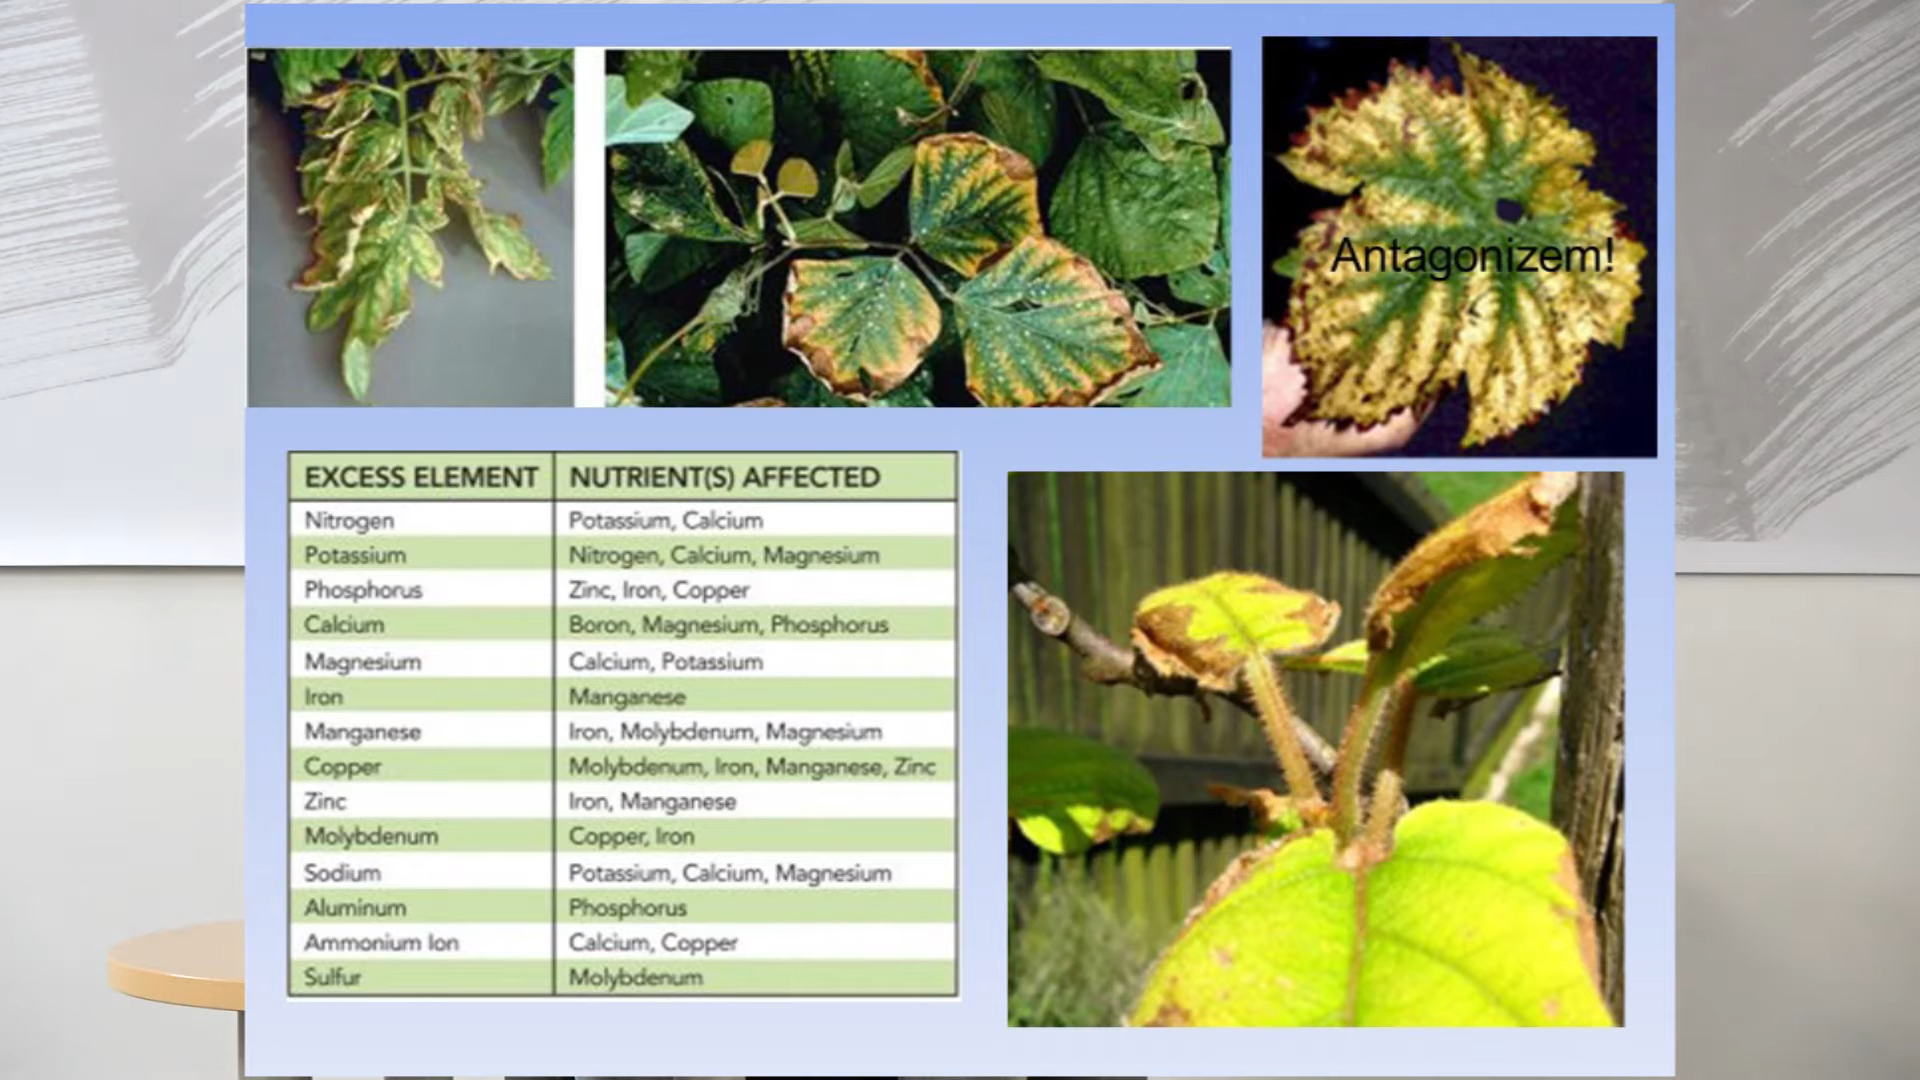 Antagonizem!
EXCESS ELEMENT NUTRIENT(S) AFFECTED
Nitrogen Potassium, Calcium
Potassium Nitrogen, Calcium, Magnesium
Phosphorus Zinc, Iron, Copper
Calcium Boron, Magnesium, Phosphorus
Magnesium Calcium, Potassium
Iron Manganese
Manganese Iron, Molybdenum, Magnesium
Copper Molybdenum, Iron, Manganese, Zinc
Zinc Iron, Manganese
Molybdenum Copper, Iron
Sodium Potassium, Calcium, Magnesium
Aluminum Phosphorus
Ammonium Ion Calcium, Copper
Sulfur Molybdenum